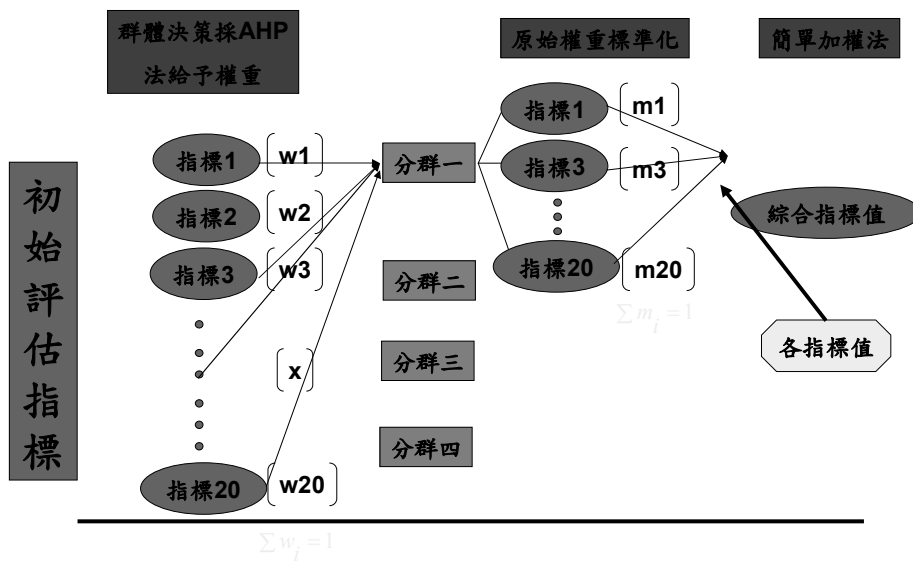 群體決策採AHP
法給予權重
原始權重標準化
簡單加權法
初始評估指標
指標1
w1
指標2
w2
指標3
w3
x
指標20
w20
∑w_i = 1
分群一
分群二
分群三
分群四
指標1
m1
指標3
m3
指標20
m20
∑m_i = 1
綜合指標值
各指標值